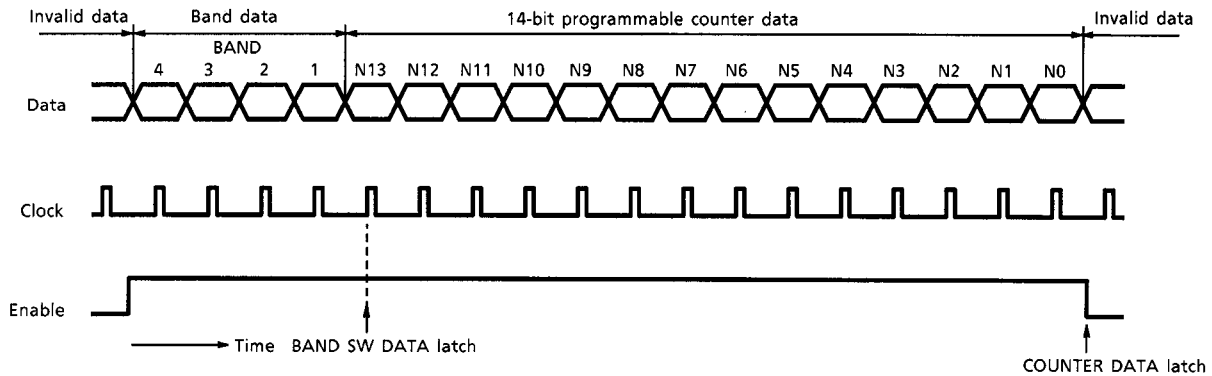 Invalid data Band data 14-bit programmable counter data Invalid data
BAND
4 3 2 1 N13 N12 N11 N10 N9 N8 N7 N6 N5 N4 N3 N2 N1 N0
Data
Clock
Enable
Time BAND SW DATA latch
COUNTER DATA latch